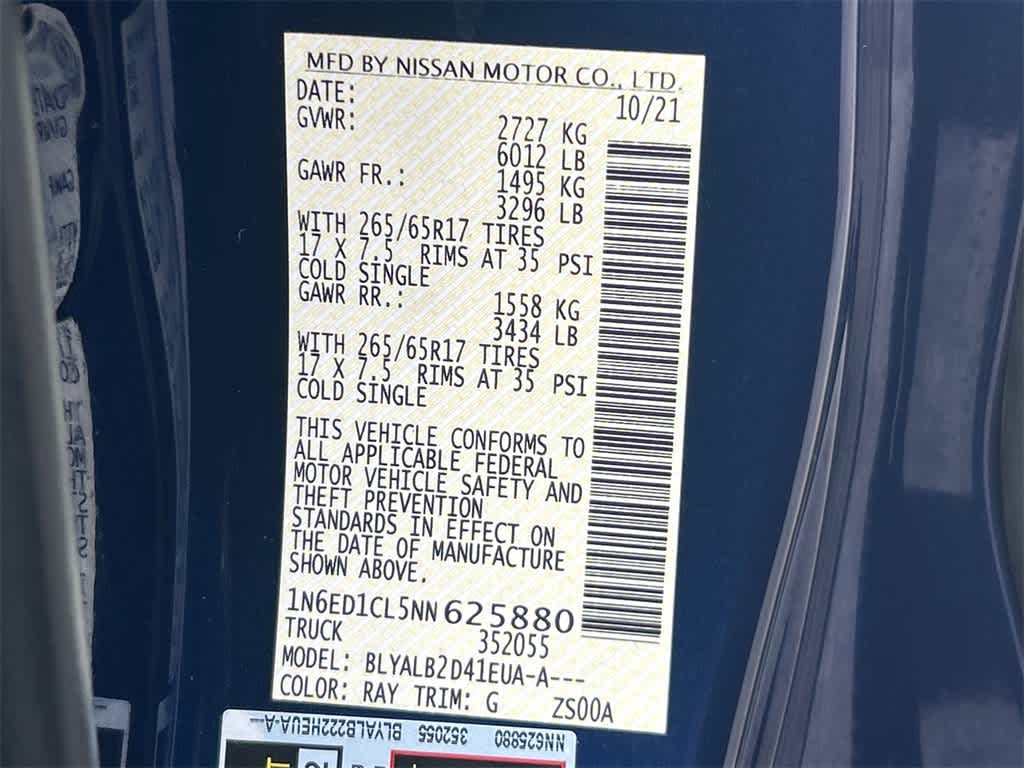 MFD BY NISSAN MOTOR CO., LTD.
DATE: 10/21
GVWR: 2727 KG
6012 LB
GAWR FR.: 1495 KG
3296 LB
WITH 265/65R17 TIRES
17 X 7.5 RIMS AT 35 PSI
COLD SINGLE
GAWR RR.: 1558 KG
3434 LB
WITH 265/65R17 TIRES
17 X 7.5 RIMS AT 35 PSI
COLD SINGLE
THIS VEHICLE CONFORMS TO
ALL APPLICABLE FEDERAL
MOTOR VEHICLE SAFETY AND
THEFT PREVENTION
STANDARDS IN EFFECT ON
THE DATE OF MANUFACTURE
SHOWN ABOVE.
1N6ED1CL5NN625880
TRUCK 352055
MODEL: BLYALB2D41EUA-A---
COLOR: RAY TRIM: G ZS00A
NN625880 352055 BLYALB222HEUA-A---